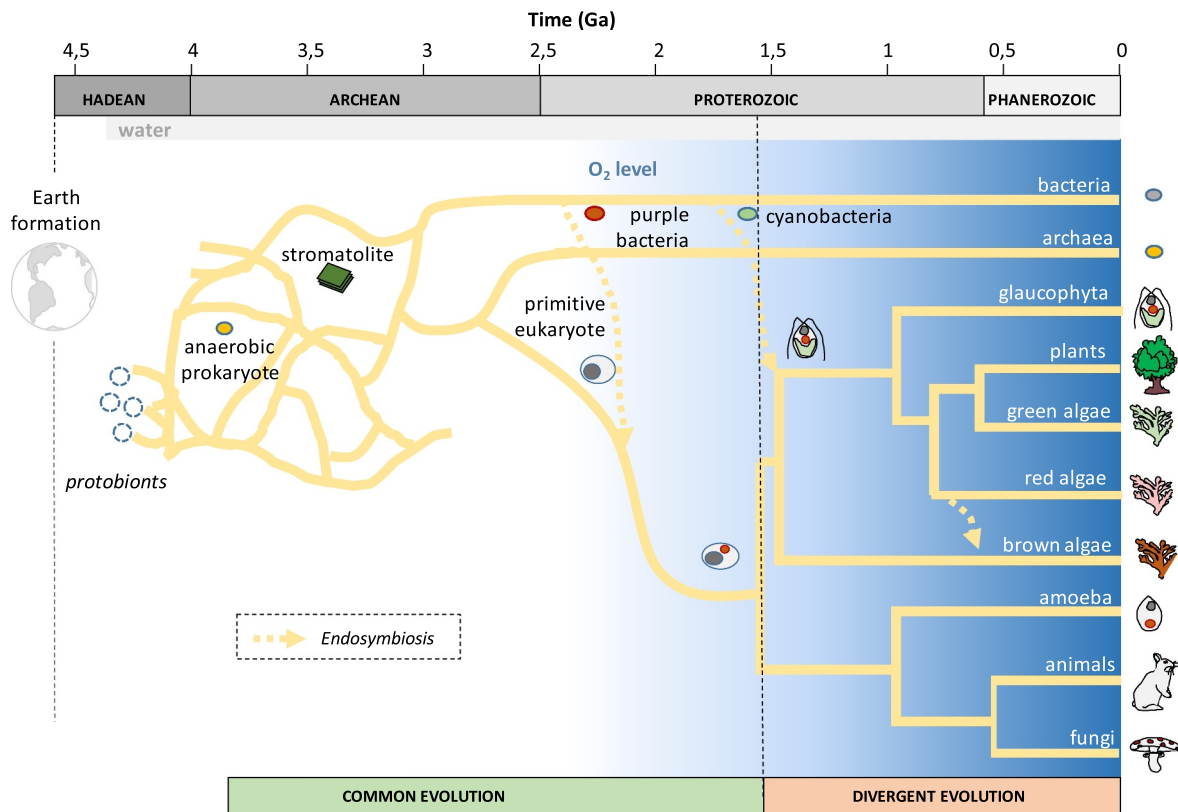 Time (Ga)
4,5 4 3,5 3 2,5 2 1,5 1 0,5 0
HADEAN ARCHEAN PROTEROZOIC PHANEROZOIC
water
O₂ level
Earth
formation
bacteria
purple
bacteria
cyanobacteria
archaea
stromatolite
glaucophyta
primitive
eukaryote
anaerobic
prokaryote
plants
green algae
protobionts
red algae
brown algae
amoeba
Endosymbiosis
animals
fungi
COMMON EVOLUTION DIVERGENT EVOLUTION